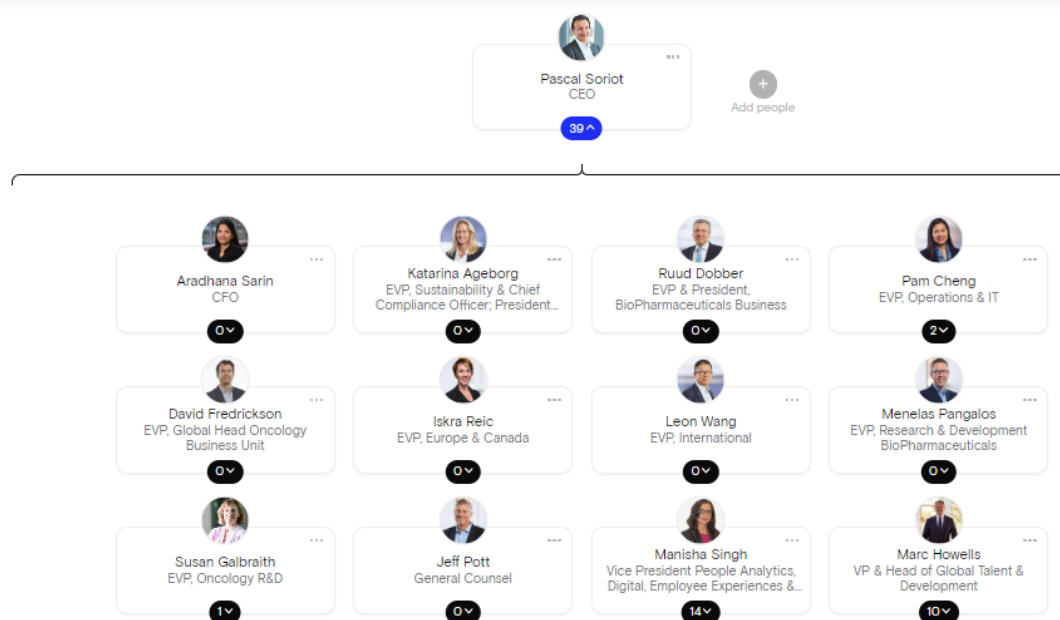 Pascal Soriot
CEO
Add people
39
Aradhana Sarin
CFO
0
Katarina Ageborg
EVP, Sustainability & Chief
Compliance Officer; President...
0
Ruud Dobber
EVP & President,
BioPharmaceuticals Business
0
Pam Cheng
EVP, Operations & IT
2
David Fredrickson
EVP, Global Head Oncology
Business Unit
0
Iskra Reic
EVP, Europe & Canada
0
Leon Wang
EVP, International
0
Menelas Pangalos
EVP, Research & Development
BioPharmaceuticals
0
Susan Galbraith
EVP, Oncology R&D
1
Jeff Pott
General Counsel
0
Manisha Singh
Vice President People Analytics,
Digital, Employee Experiences &...
14
Marc Howells
VP & Head of Global Talent &
Development
10